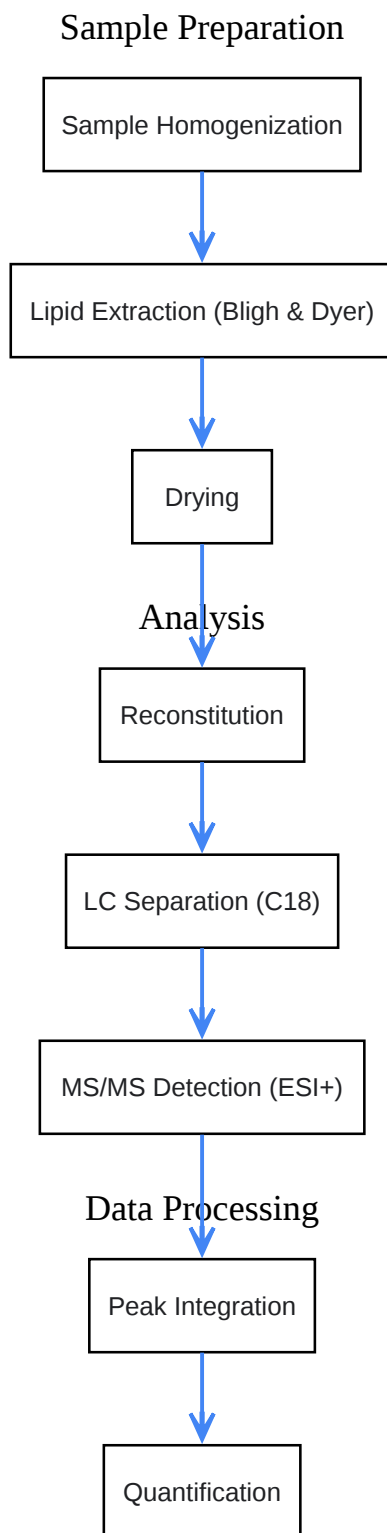 Sample Preparation
Sample Homogenization
Lipid Extraction (Bligh & Dyer)
Drying
Analysis
Reconstitution
LC Separation (C18)
MS/MS Detection (ESI+)
Data Processing
Peak Integration
Quantification